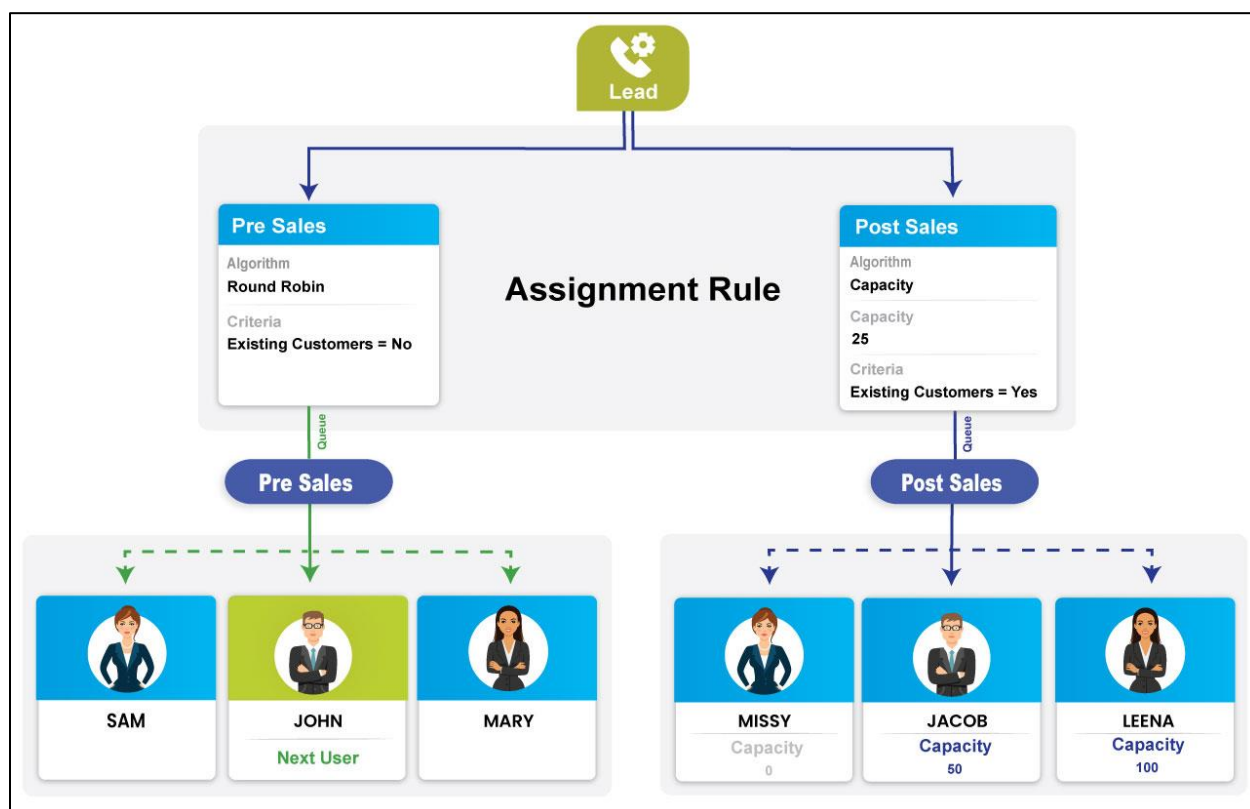 Lead
Pre Sales
Algorithm
Round Robin
Criteria
Existing Customers = No
Assignment Rule
Post Sales
Algorithm
Capacity
Capacity
25
Criteria
Existing Customers = Yes
Queue
Pre Sales
Queue
Post Sales
SAM
JOHN
Next User
MARY
MISSY
Capacity
0
JACOB
Capacity
50
LEENA
Capacity
100